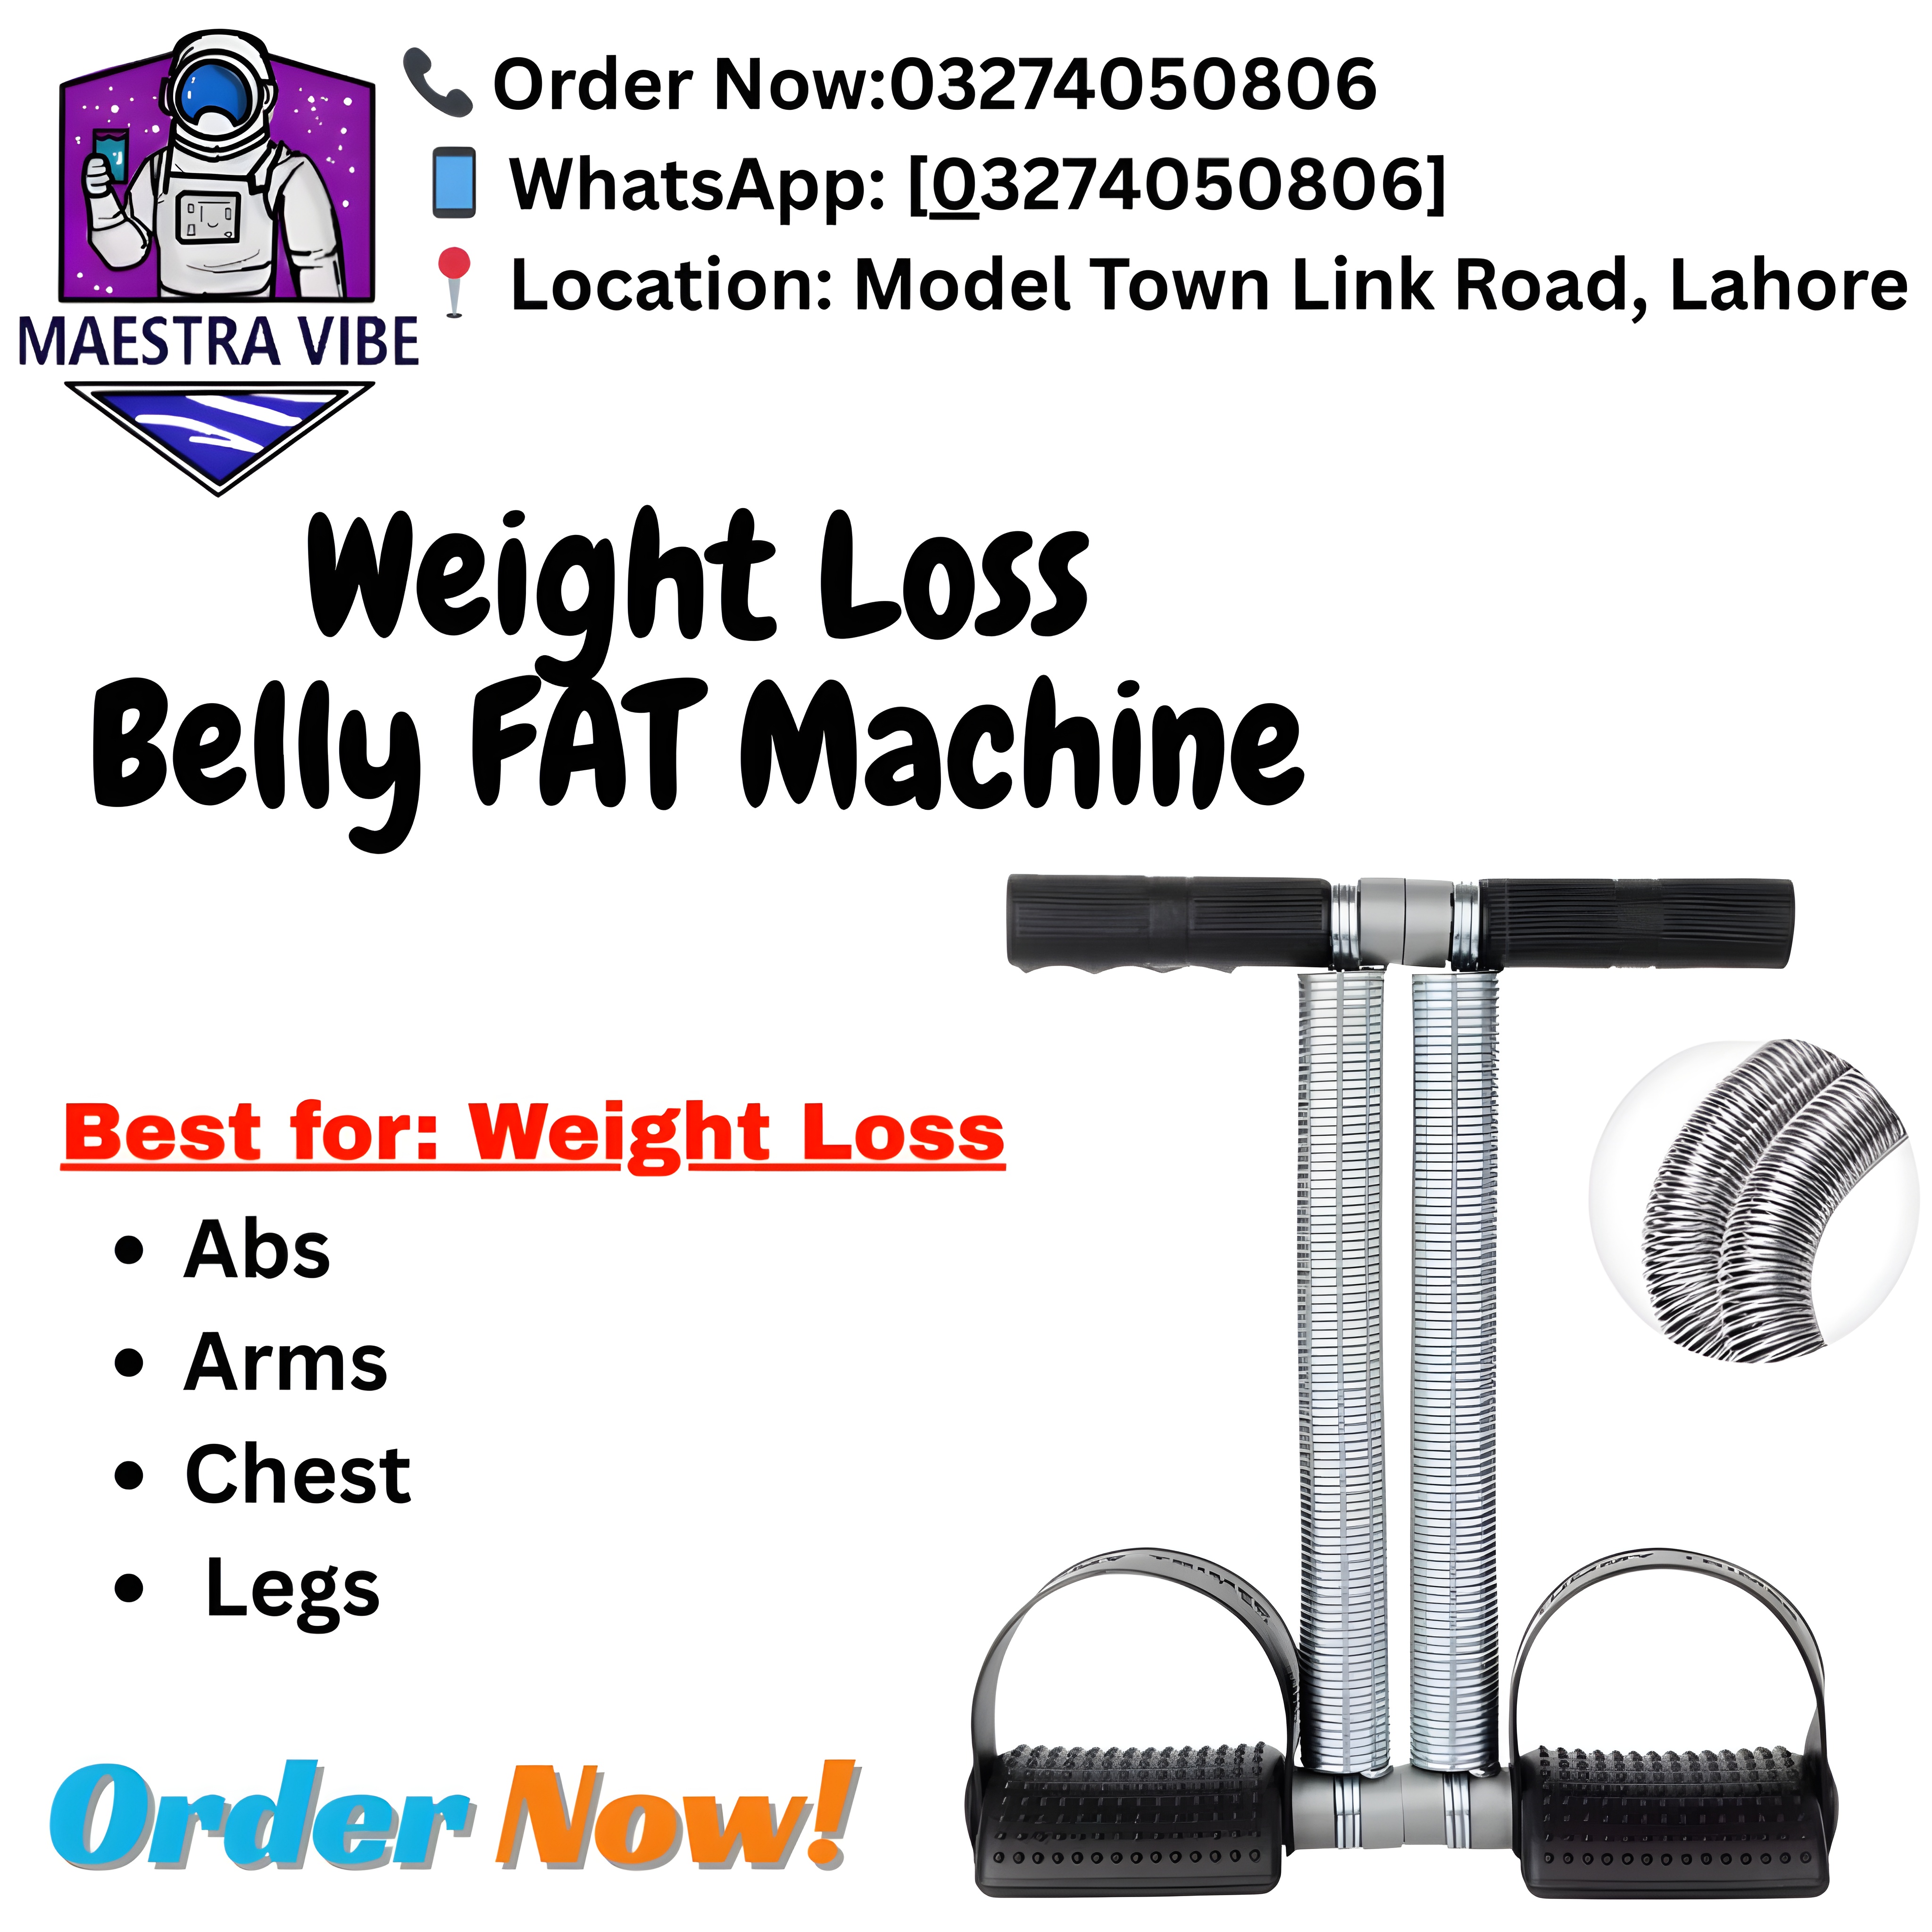 Order Now:03274050806
WhatsApp: [03274050806]
Location: Model Town Link Road, Lahore
MAESTRA VIBE
Weight Loss
Belly FAT Machine
Best for: Weight Loss
• Abs
• Arms
• Chest
• Legs
Order Now!